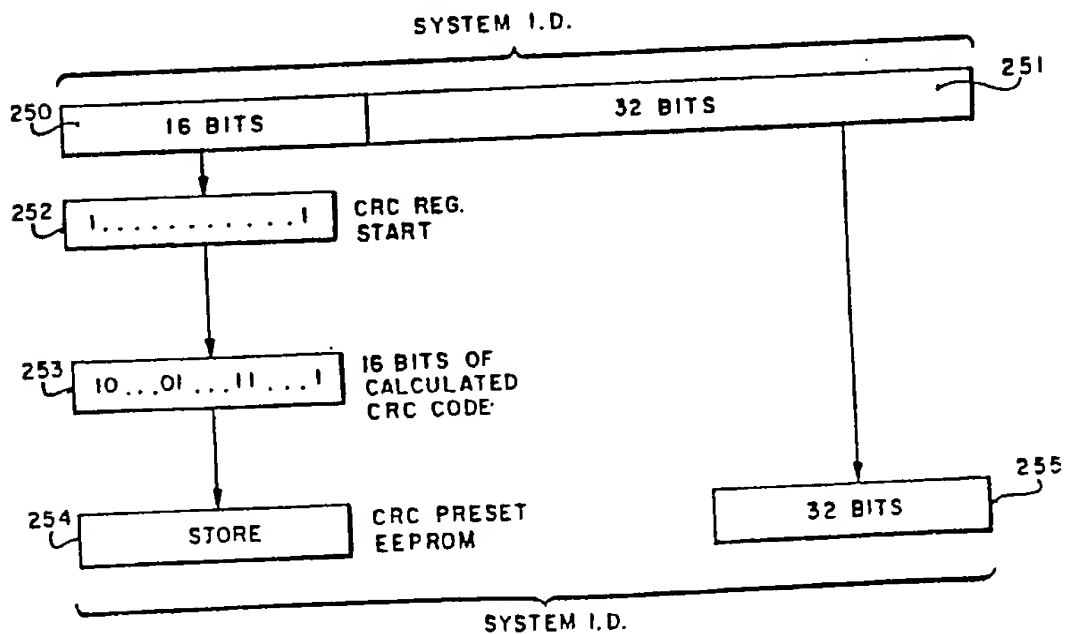 SYSTEM I.D.
251
250
16 BITS
32 BITS
252
1...........1
CRC REG.
START
253
10...01...11...1
16 BITS OF
CALCULATED
CRC CODE
254
STORE
CRC PRESET
EEPROM
32 BITS
255
SYSTEM I.D.